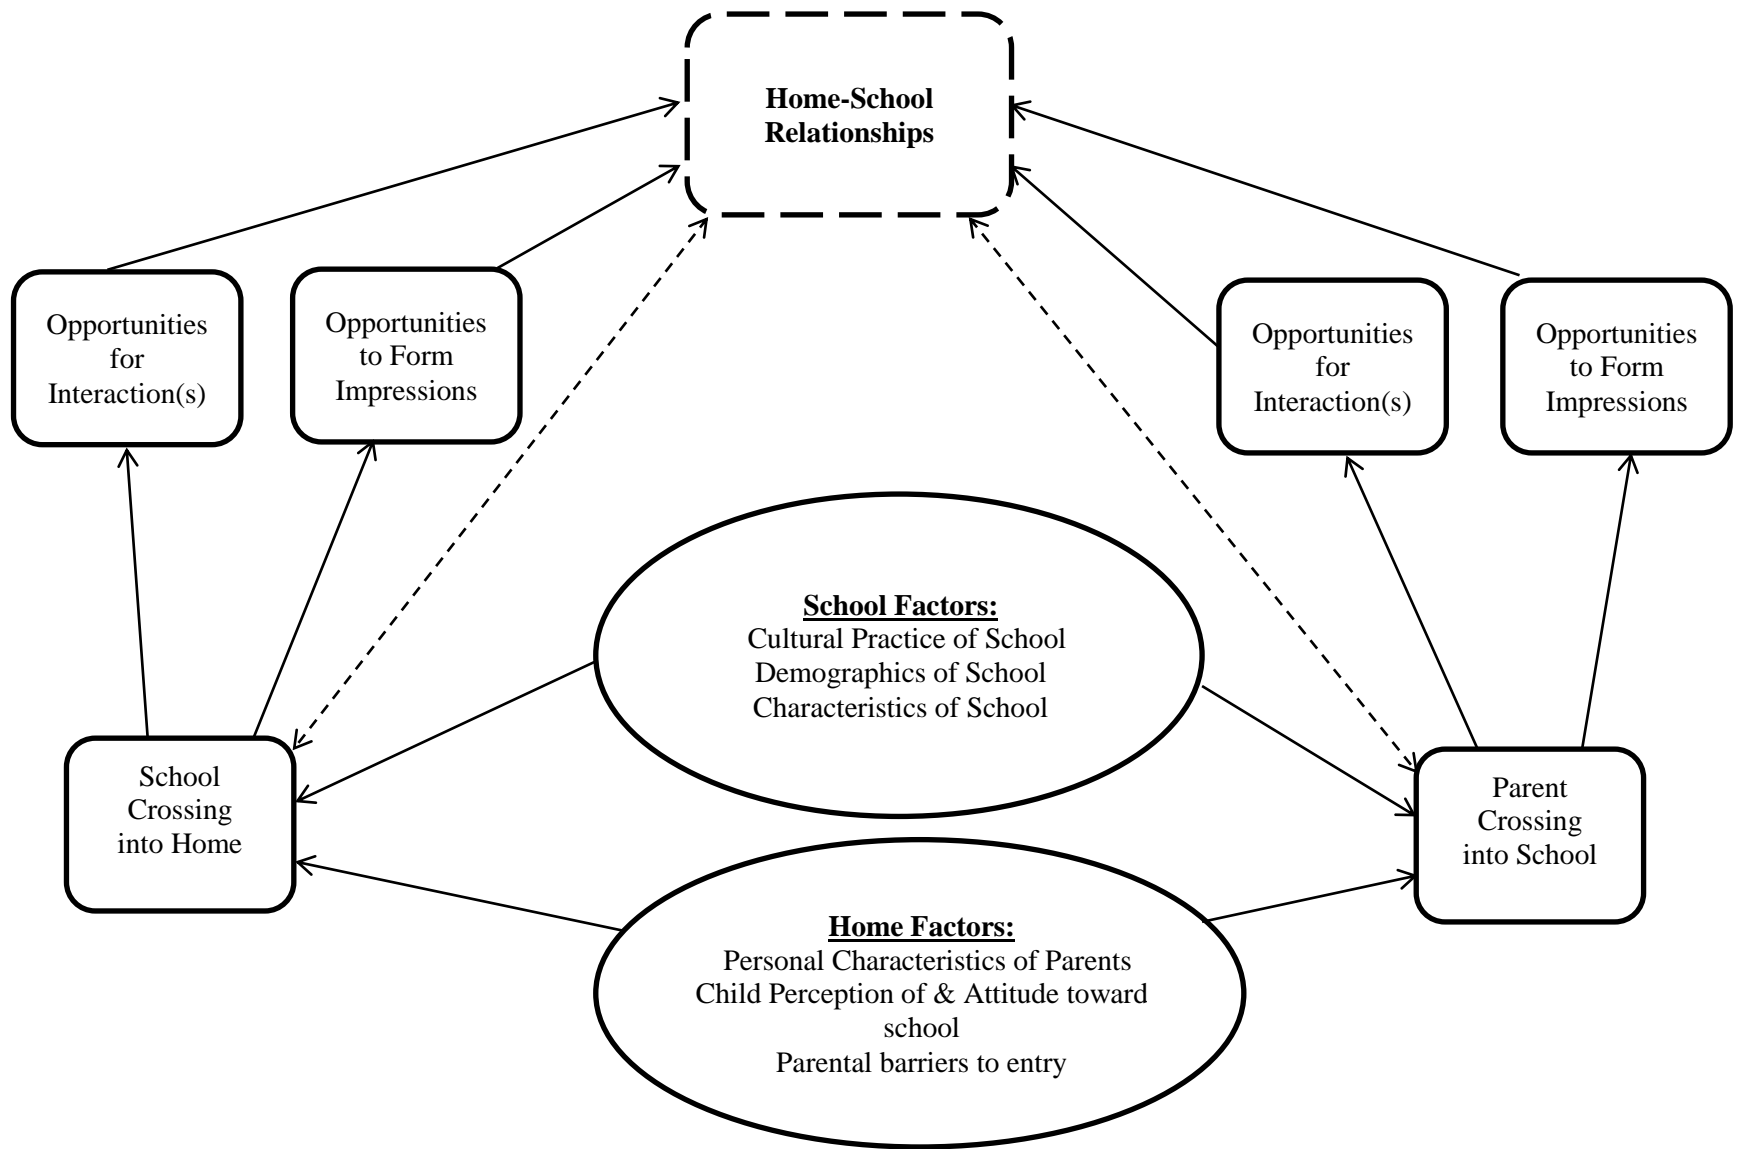 Home-School
Relationships
Opportunities
for
Interaction(s)
Opportunities
to Form
Impressions
Opportunities
for
Interaction(s)
Opportunities
to Form
Impressions
School Factors:
Cultural Practice of School
Demographics of School
Characteristics of School
School
Crossing
into Home
Parent
Crossing
into School
Home Factors:
Personal Characteristics of Parents
Child Perception of & Attitude toward
school
Parental barriers to entry